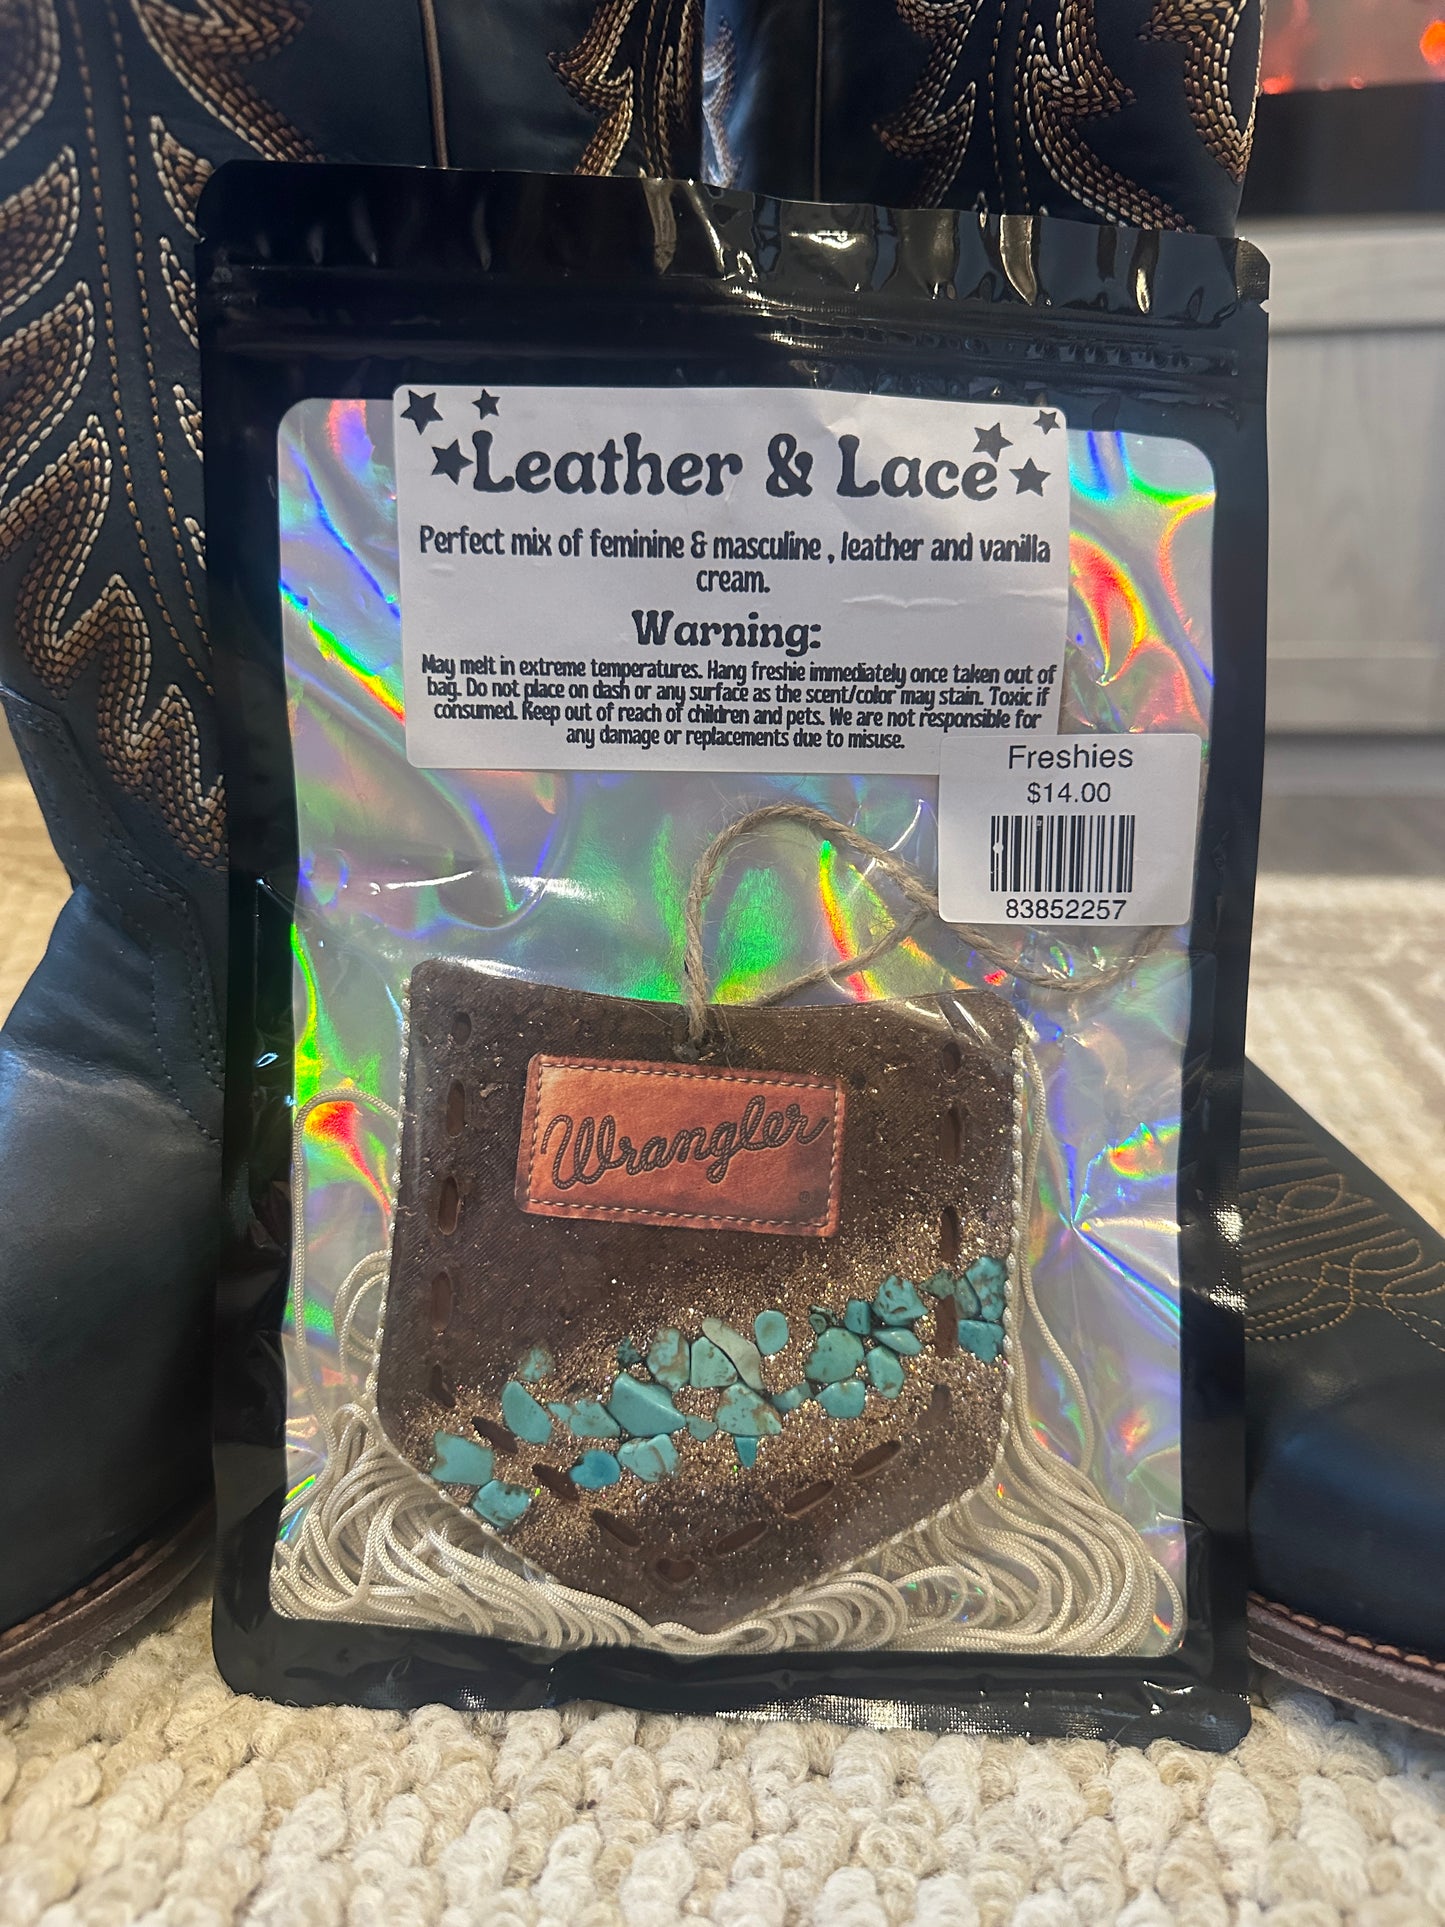 Leather & Lace
Perfect mix of feminine & masculine , leather and vanilla
cream.
Warning:
May melt in extreme temperatures. Hang freshie immediately once taken out of
bag. Do not place on dash or any surface as the scent/color may stain. Toxic if
consumed. Keep out of reach of children and pets. We are not responsible for
any damage or replacements due to misuse.
Freshies
$14.00
83852257
Wrangler
®